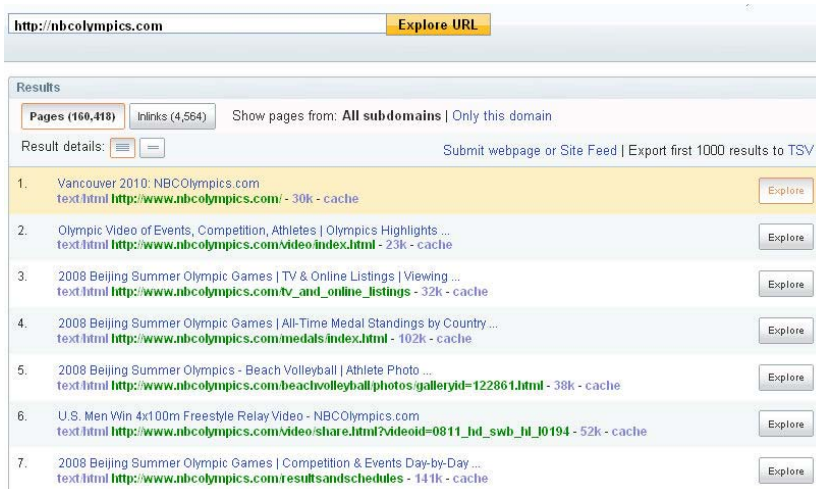 http://nbcolympics.com Explore URL
Results
Pages (160,418) Inlinks (4,564) Show pages from: All subdomains | Only this domain
Result details: Submit webpage or Site Feed | Export first 1000 results to TSV
1. Vancouver 2010: NBCOlympics.com
text/html http://www.nbcolympics.com/ - 30k - cache Explore
2. Olympic Video of Events, Competition, Athletes | Olympics Highlights ...
text/html http://www.nbcolympics.com/video/index.html - 23k - cache Explore
3. 2008 Beijing Summer Olympic Games | TV & Online Listings | Viewing ...
text/html http://www.nbcolympics.com/tv_and_online_listings - 32k - cache Explore
4. 2008 Beijing Summer Olympic Games | All-Time Medal Standings by Country ...
text/html http://www.nbcolympics.com/medals/index.html - 102k - cache Explore
5. 2008 Beijing Summer Olympics - Beach Volleyball | Athlete Photo ...
text/html http://www.nbcolympics.com/beachvolleyball/photos/galleryid=122861.html - 38k - cache Explore
6. U.S. Men Win 4x100m Freestyle Relay Video - NBCOlympics.com
text/html http://www.nbcolympics.com/video/share.html?videoid=0811_hd_swb_hl_l0194 - 52k - cache Explore
7. 2008 Beijing Summer Olympic Games | Competition & Events Day-by-Day ...
text/html http://www.nbcolympics.com/resultsandschedules - 141k - cache Explore